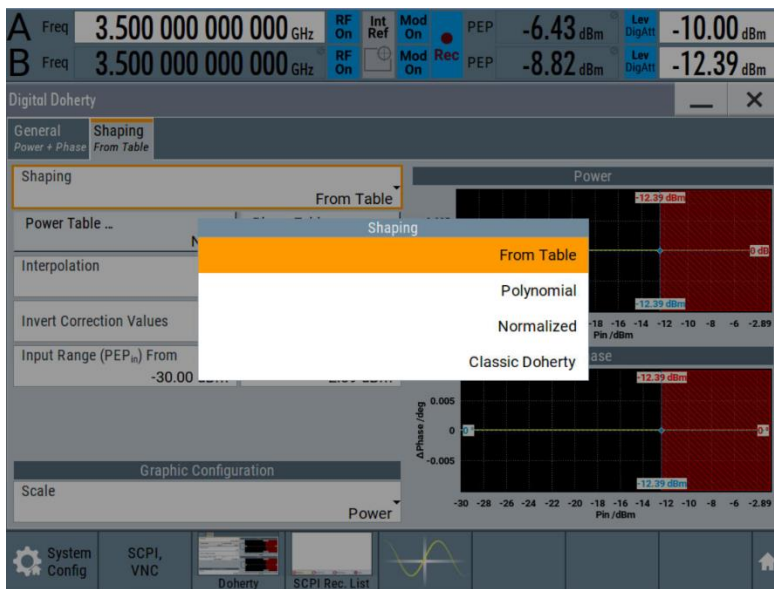 A Freq 3.500 000 000 000 GHz RF On Int Ref Mod On PEP -6.43 dBm Lev DigAtt -10.00 dBm
B Freq 3.500 000 000 000 GHz RF On Mod On Rec PEP -8.82 dBm Lev DigAtt -12.39 dBm
Digital Doherty
General
Power + Phase
Shaping
From Table
Shaping
From Table
Power Table ...
Interpolation
Invert Correction Values
Input Range (PEPin) From
-30.00 dBm
Graphic Configuration
Scale
Power
Shaping
From Table
Polynomial
Normalized
Classic Doherty
Power
-12.39 dBm
0 dB
-12.39 dBm
-18 -16 -14 -12 -10 -8 -6 -2.89
Pin /dBm
-12.39 dBm
ΔPhase /deg
0.005
0
0 °
0 °
-0.005
-12.39 dBm
-30 -28 -26 -24 -22 -20 -18 -16 -14 -12 -10 -8 -6 -2.89
Pin /dBm
System Config
SCPI, VNC
Doherty
SCPI Rec. List